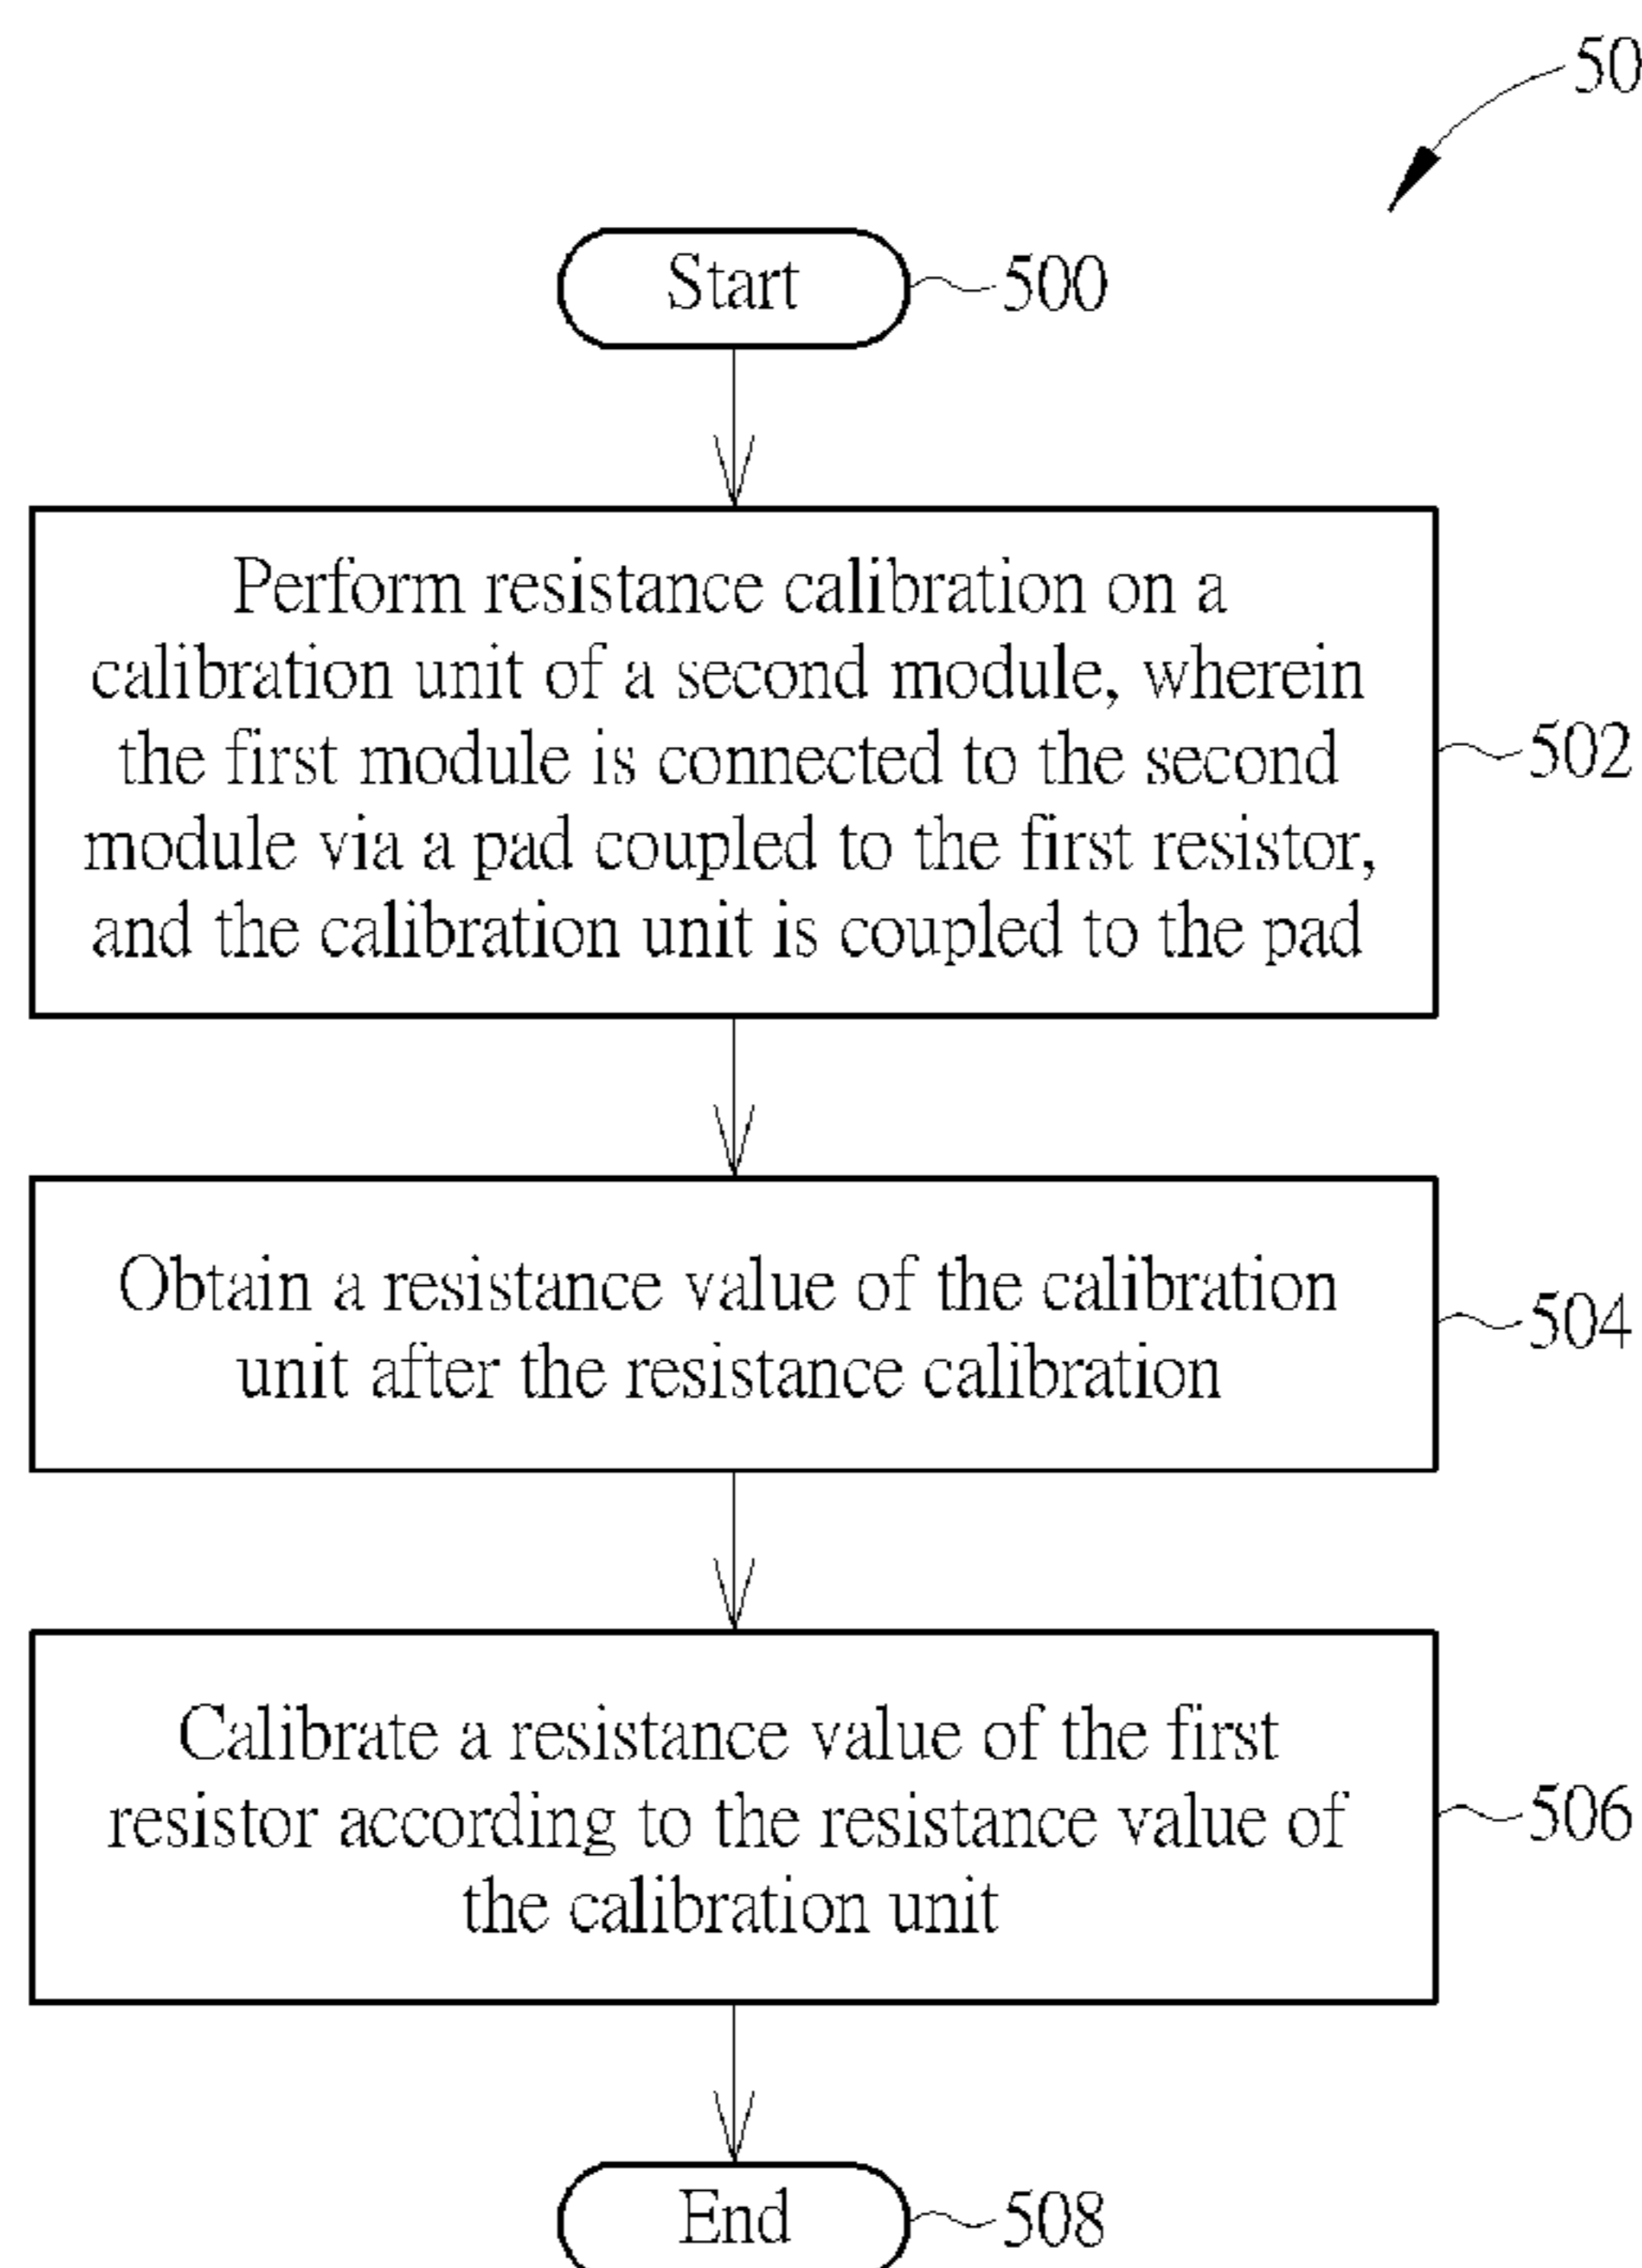 50
Start
500
Perform resistance calibration on a
calibration unit of a second module, wherein
the first module is connected to the second
module via a pad coupled to the first resistor,
and the calibration unit is coupled to the pad
502
Obtain a resistance value of the calibration
unit after the resistance calibration
504
Calibrate a resistance value of the first
resistor according to the resistance value of
the calibration unit
506
End
508